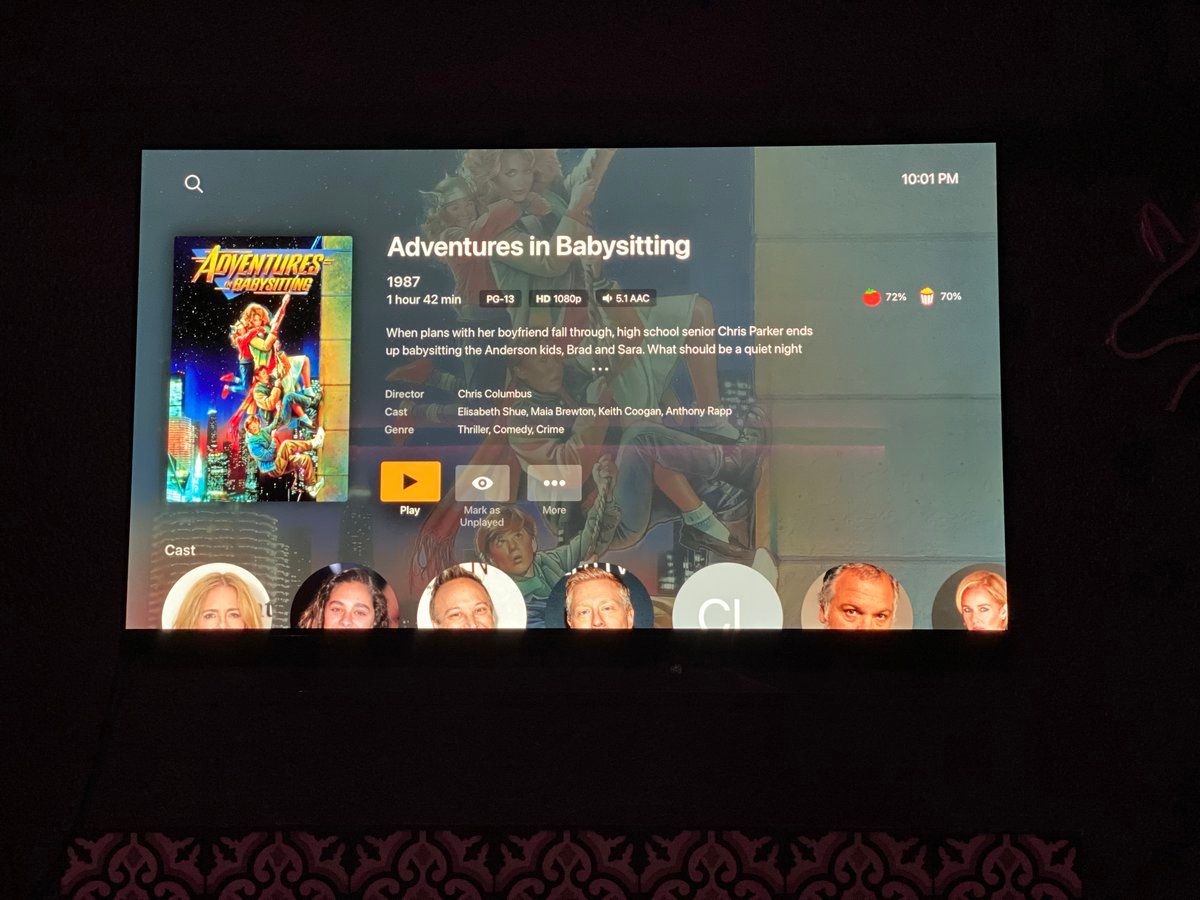 10:01 PM
ADVENTURES
IN BABYSITTING
Adventures in Babysitting
1987
1 hour 42 min PG-13 HD 1080p 5.1 AAC
72% 70%
When plans with her boyfriend fall through, high school senior Chris Parker ends
up babysitting the Anderson kids, Brad and Sara. What should be a quiet night
...
Director Chris Columbus
Cast Elisabeth Shue, Maia Brewton, Keith Coogan, Anthony Rapp
Genre Thriller, Comedy, Crime
Play
Mark as
Unplayed
More
Cast